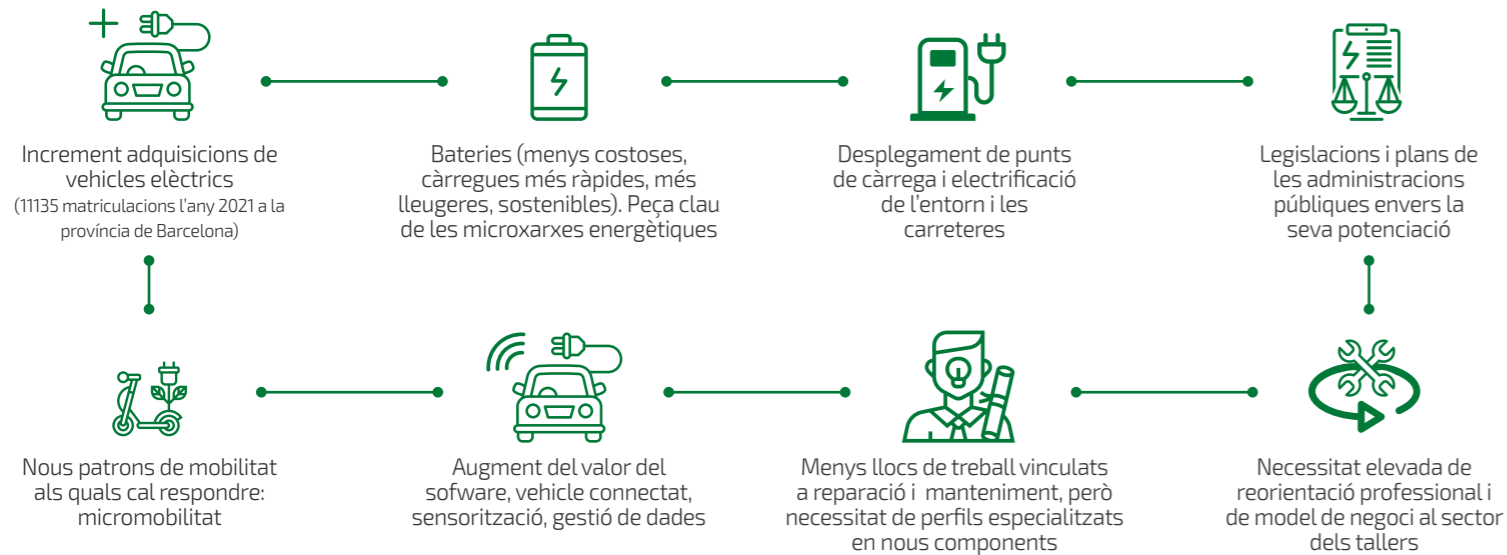 Increment adquisicions de
vehicles elèctrics
(11135 matriculacions l'any 2021 a la
província de Barcelona)
Bateries (menys costoses,
càrregues més ràpides, més
lleugeres, sostenibles). Peça clau
de les microxarxes energètiques
Desplegament de punts
de càrrega i electrificació
de l'entorn i les
carreteres
Legislacions i plans de
les administracions
públiques envers la
seva potenciació
Nous patrons de mobilitat
als quals cal respondre:
micromobilitat
Augment del valor del
sofware, vehicle connectat,
sensorització, gestió de dades
Menys llocs de treball vinculats
a reparació i manteniment, però
necessitat de perfils especialitzats
en nous components
Necessitat elevada de
reorientació professional i
de model de negoci al sector
dels tallers